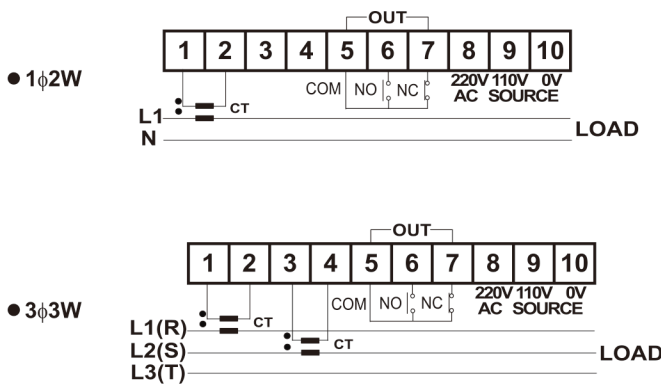 OUT
1 2 3 4 5 6 7 8 9 10
● 1ϕ2W
COM NO NC 220V 110V 0V
AC SOURCE
CT
L1
N
LOAD
OUT
1 2 3 4 5 6 7 8 9 10
● 3ϕ3W
COM NO NC 220V 110V 0V
AC SOURCE
CT
L1(R)
CT
L2(S)
LOAD
L3(T)